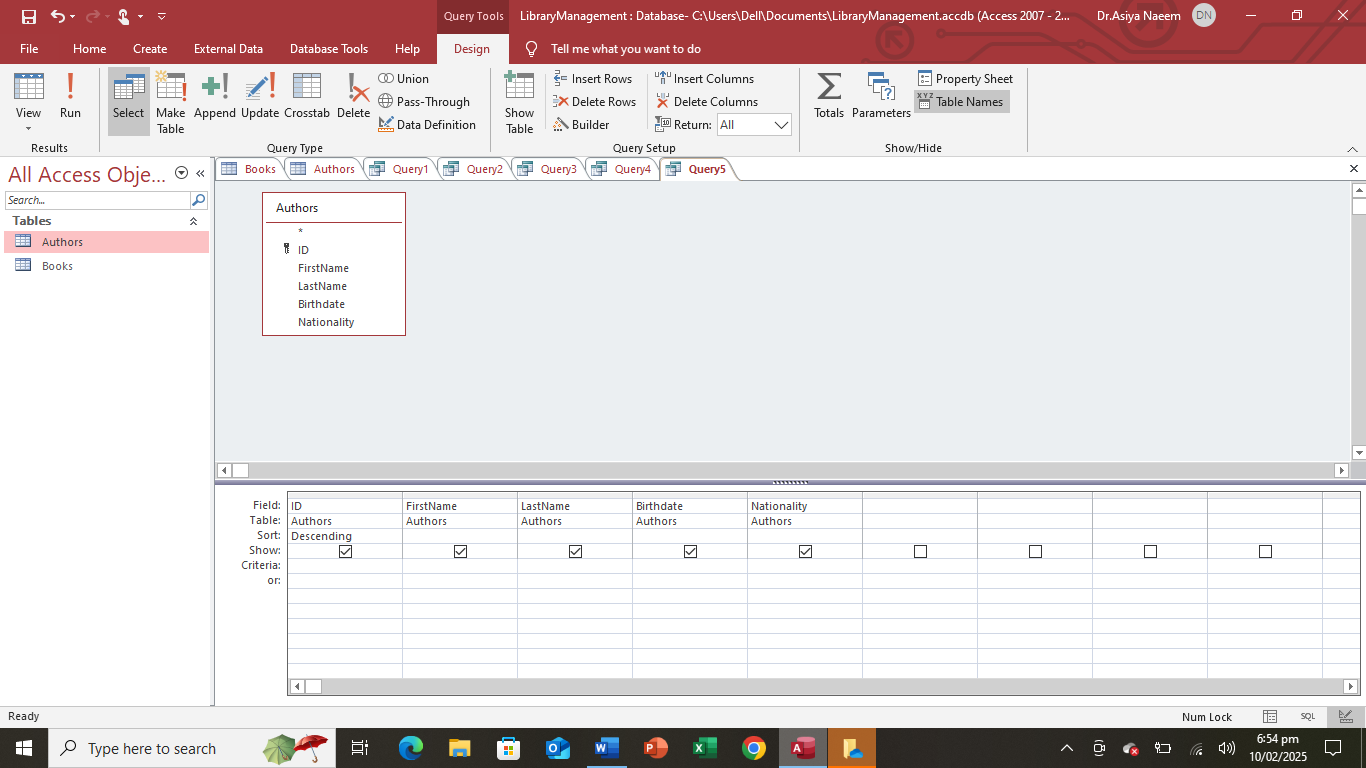 Query Tools
LibraryManagement : Database- C:\Users\Dell\Documents\LibraryManagement.accdb (Access 2007 - 2...
Dr.Asiya Naeem
DN
File
Home
Create
External Data
Database Tools
Help
Design
Tell me what you want to do
View
Run
Select
Make
Table
Append
Update
Crosstab
Delete
Union
Pass-Through
Data Definition
Show
Table
Insert Rows
Delete Rows
Builder
Insert Columns
Delete Columns
Return: All
Totals
Parameters
Property Sheet
XYZ
Table Names
Results
Query Type
Query Setup
Show/Hide
All Access Obje...
Search...
Tables
Authors
Books
Books
Authors
Query1
Query2
Query3
Query4
Query5
Authors
*
ID
FirstName
LastName
Birthdate
Nationality
Field: ID FirstName LastName Birthdate Nationality
Table: Authors Authors Authors Authors Authors
Sort: Descending
Show:
Criteria:
or:
Ready
Num Lock
SQL
Type here to search
6:54 pm
10/02/2025